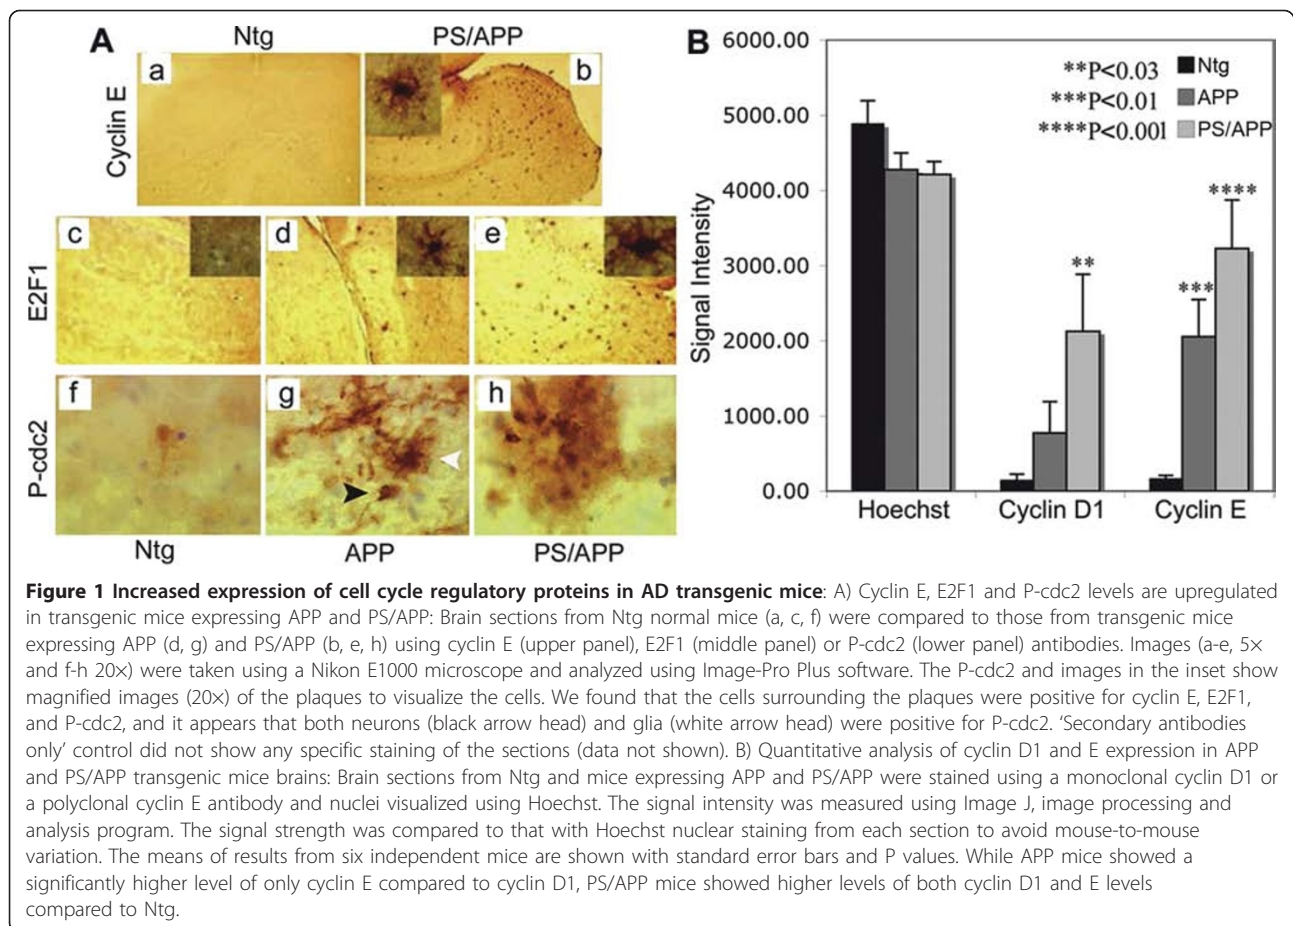 A
Ntg
PS/APP
a
b
Cyclin E
c
d
e
E2F1
f
g
h
P-cdc2
Ntg
APP
PS/APP
B
6000.00
5000.00
4000.00
3000.00
2000.00
1000.00
0.00
Signal Intensity
**P<0.03
***P<0.01
****P<0.001
Ntg
APP
PS/APP
**
***
****
Hoechst
Cyclin D1
Cyclin E
Figure 1 Increased expression of cell cycle regulatory proteins in AD transgenic mice: A) Cyclin E, E2F1 and P-cdc2 levels are upregulated
in transgenic mice expressing APP and PS/APP: Brain sections from Ntg normal mice (a, c, f) were compared to those from transgenic mice
expressing APP (d, g) and PS/APP (b, e, h) using cyclin E (upper panel), E2F1 (middle panel) or P-cdc2 (lower panel) antibodies. Images (a-e, 5×
and f-h 20×) were taken using a Nikon E1000 microscope and analyzed using Image-Pro Plus software. The P-cdc2 and images in the inset show
magnified images (20×) of the plaques to visualize the cells. We found that the cells surrounding the plaques were positive for cyclin E, E2F1,
and P-cdc2, and it appears that both neurons (black arrow head) and glia (white arrow head) were positive for P-cdc2. ‘Secondary antibodies
only’ control did not show any specific staining of the sections (data not shown). B) Quantitative analysis of cyclin D1 and E expression in APP
and PS/APP transgenic mice brains: Brain sections from Ntg and mice expressing APP and PS/APP were stained using a monoclonal cyclin D1 or
a polyclonal cyclin E antibody and nuclei visualized using Hoechst. The signal intensity was measured using Image J, image processing and
analysis program. The signal strength was compared to that with Hoechst nuclear staining from each section to avoid mouse-to-mouse
variation. The means of results from six independent mice are shown with standard error bars and P values. While APP mice showed a
significantly higher level of only cyclin E compared to cyclin D1, PS/APP mice showed higher levels of both cyclin D1 and E levels
compared to Ntg.